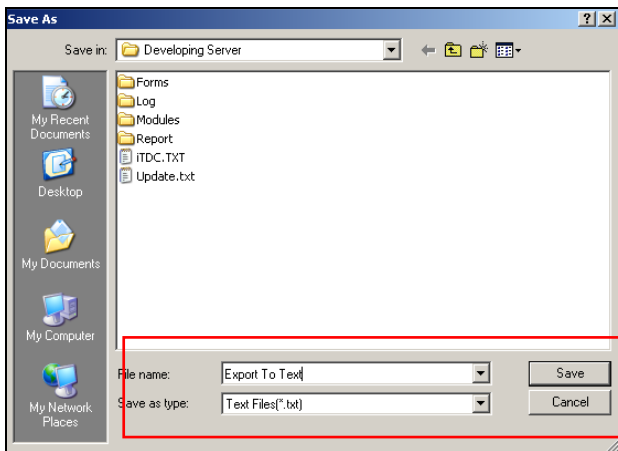 Save As
Save in:
Developing Server
My Recent
Documents
Desktop
My Documents
My Computer
My Network
Places
Forms
Log
Modules
Report
iTDC.TXT
Update.txt
File name:
Export To Text
Save
Save as type:
Text Files(*.txt)
Cancel